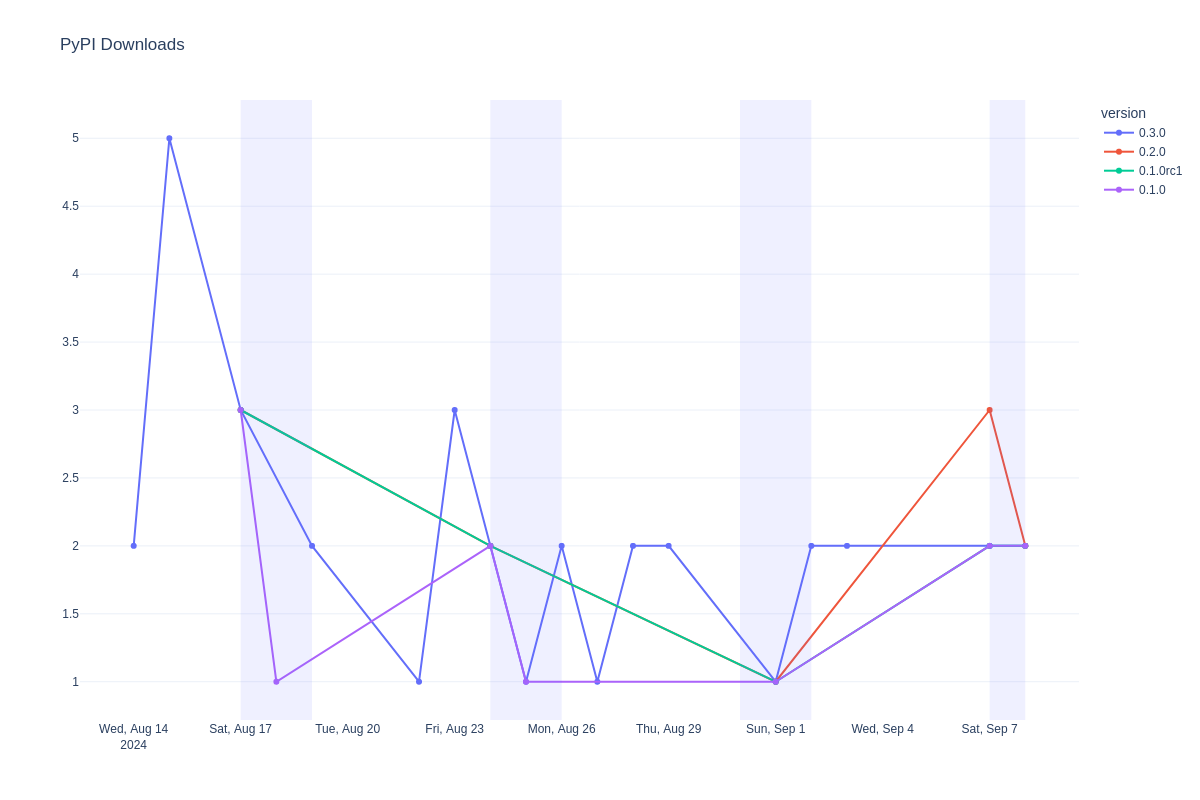 PyPI Downloads
version
0.3.0
0.2.0
0.1.0rc1
0.1.0
5
4.5
4
3.5
3
2.5
2
1.5
1
Wed, Aug 14
2024
Sat, Aug 17
Tue, Aug 20
Fri, Aug 23
Mon, Aug 26
Thu, Aug 29
Sun, Sep 1
Wed, Sep 4
Sat, Sep 7